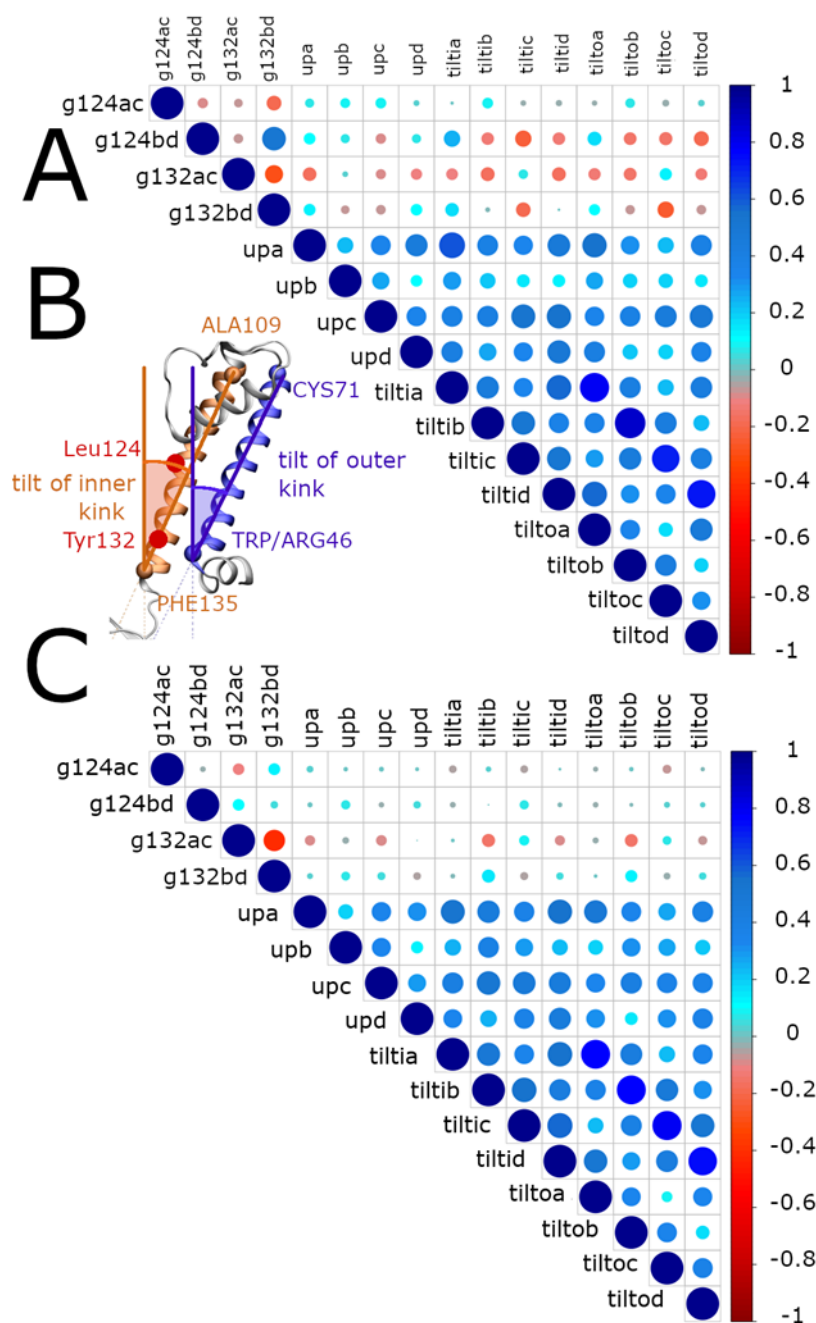 A
g124ac
g124bd
g132ac
g132bd
upa
upb
upc
upd
tiltia
tiltib
tiltic
tiltid
tiltoa
tiltob
tiltoc
tiltod
g124ac
g124bd
g132ac
g132bd
upa
upb
upc
upd
tiltia
tiltib
tiltic
tiltid
tiltoa
tiltob
tiltoc
tiltod
1
0.8
0.6
0.4
0.2
0
-0.2
-0.4
-0.6
-0.8
-1
B
ALA109
CYS71
Leu124
tilt of inner
kink
tilt of outer
kink
Tyr132
TRP/ARG46
PHE135
C
g124ac
g124bd
g132ac
g132bd
upa
upb
upc
upd
tiltia
tiltib
tiltic
tiltid
tiltoa
tiltob
tiltoc
tiltod
g124ac
g124bd
g132ac
g132bd
upa
upb
upc
upd
tiltia
tiltib
tiltic
tiltid
tiltoa
tiltob
tiltoc
tiltod
1
0.8
0.6
0.4
0.2
0
-0.2
-0.4
-0.6
-0.8
-1